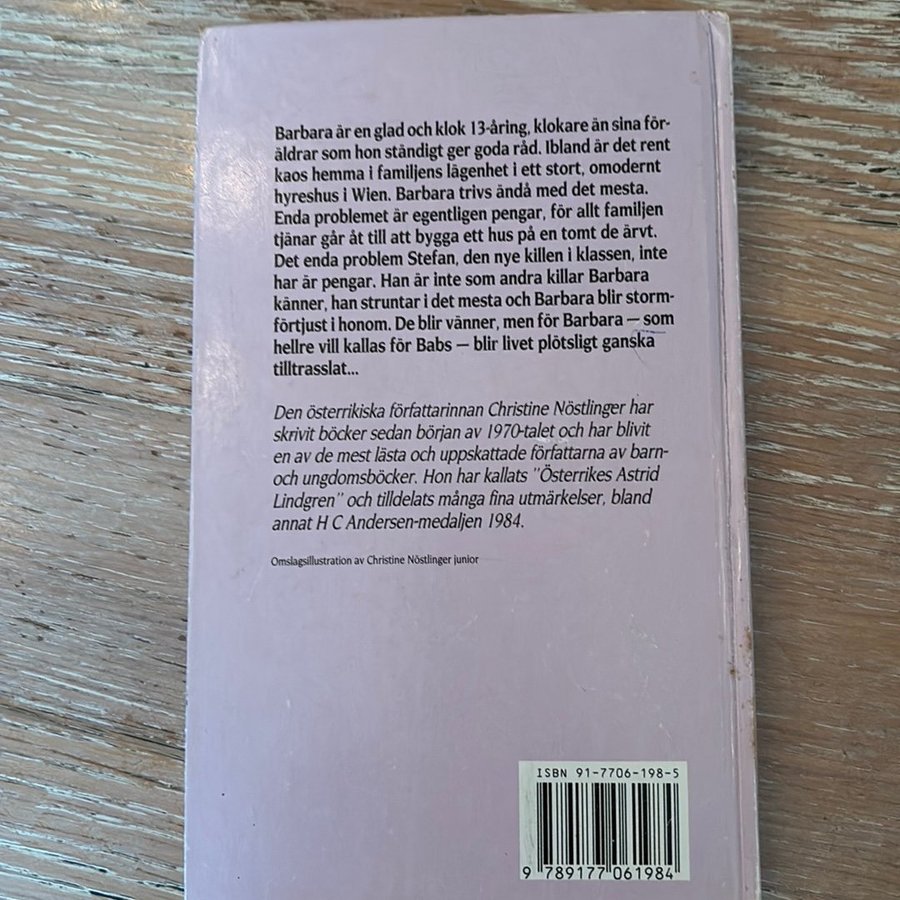 Barbara är en glad och klok 13-åring, klokare än sina för-
äldrar som hon ständigt ger goda råd. Ibland är det rent
kaos hemma i familjens lägenhet i ett stort, omodernt
hyreshus i Wien. Barbara trivs ändå med det mesta.
Enda problemet är egentligen pengar, för allt familjen
tjänar går åt till att bygga ett hus på en tomt de ärvt.
Det enda problem Stefan, den nye killen i klassen, inte
har är pengar. Han är inte som andra killar Barbara
känner, han struntar i det mesta och Barbara blir storm-
förtjust i honom. De blir vänner, men för Barbara — som
hellre vill kallas för Babs — blir livet plötsligt ganska
tilltrasslat...
Den österrikiska författarinnan Christine Nöstlinger har
skrivit böcker sedan början av 1970-talet och har blivit
en av de mest lästa och uppskattade författarna av barn-
och ungdomsböcker. Hon har kallats "Österrikes Astrid
Lindgren" och tilldelats många fina utmärkelser, bland
annat H C Andersen-medaljen 1984.
Omslagsillustration av Christine Nöstlinger junior
ISBN 91-7706-198-5
9 789177 061984